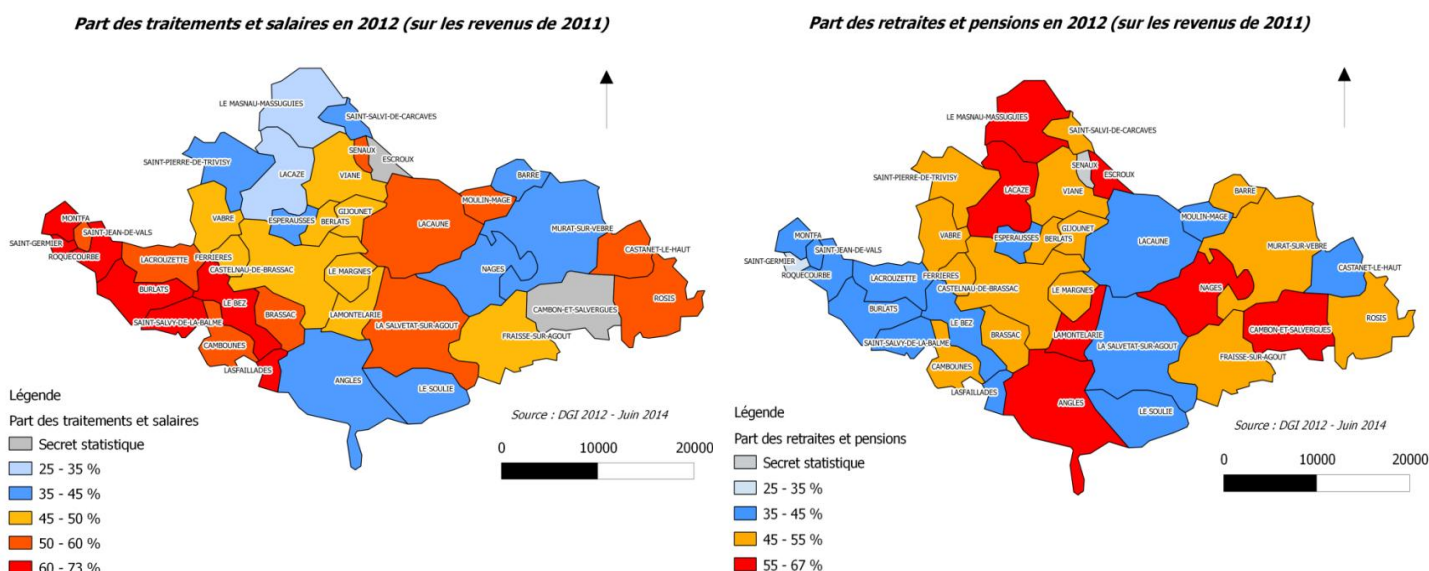 Part des traitements et salaires en 2012 (sur les revenus de 2011)
LE MASNAU-MASSUGUIES
SAINT-SALVI-DE-CARCAVES
SENAUX
ESCROUX
SAINT-PIERRE-DE-TRIVISY
LACAZE
VIANE
BARRE
MOULIN-MAGE
GIJOUNET
MONTFA
VABRE
ESPERAUSSES
BERLATS
LACAUNE
MURAT-SUR-VEBRE
SAINT-JEAN-DE-VALS
SAINT-GERMIER
ROQUECOURBE
CASTANET-LE-HAUT
LACROUZETTE
FERRIERES
CASTELNAU-DE-BRASSAC
LE MARGNES
NAGES
BURLATS
ROSIS
LE BEZ
CAMBON-ET-SALVERGUES
BRASSAC
LAMONTELARIE
SAINT-SALVY-DE-LA-BALME
LA SALVETAT-SUR-AGOUT
FRAISSE-SUR-AGOUT
CAMBOUNES
LASFAILLADES
ANGLES
LE SOULIE
Légende
Part des traitements et salaires
Secret statistique
25 - 35 %
35 - 45 %
45 - 50 %
50 - 60 %
60 - 73 %
Source : DGI 2012 - Juin 2014
0 10000 20000
Part des retraites et pensions en 2012 (sur les revenus de 2011)
LE MASNAU-MASSUGUIES
SAINT-SALVI-DE-CARCAVES
SENAUX
ESCROUX
SAINT-PIERRE-DE-TRIVISY
LACAZE
VIANE
BARRE
MOULIN-MAGE
GIJOUNET
MONTFA
VABRE
ESPERAUSSES
BERLATS
LACAUNE
MURAT-SUR-VEBRE
SAINT-JEAN-DE-VALS
SAINT-GERMIER
ROQUECOURBE
CASTANET-LE-HAUT
LACROUZETTE
FERRIERES
CASTELNAU-DE-BRASSAC
LE MARGNES
NAGES
BURLATS
ROSIS
LE BEZ
CAMBON-ET-SALVERGUES
BRASSAC
LAMONTELARIE
SAINT-SALVY-DE-LA-BALME
LA SALVETAT-SUR-AGOUT
FRAISSE-SUR-AGOUT
CAMBOUNES
LASFAILLADES
ANGLES
LE SOULIE
Légende
Part des retraites et pensions
Secret statistique
25 - 35 %
35 - 45 %
45 - 55 %
55 - 67 %
Source : DGI 2012 - Juin 2014
0 10000 20000